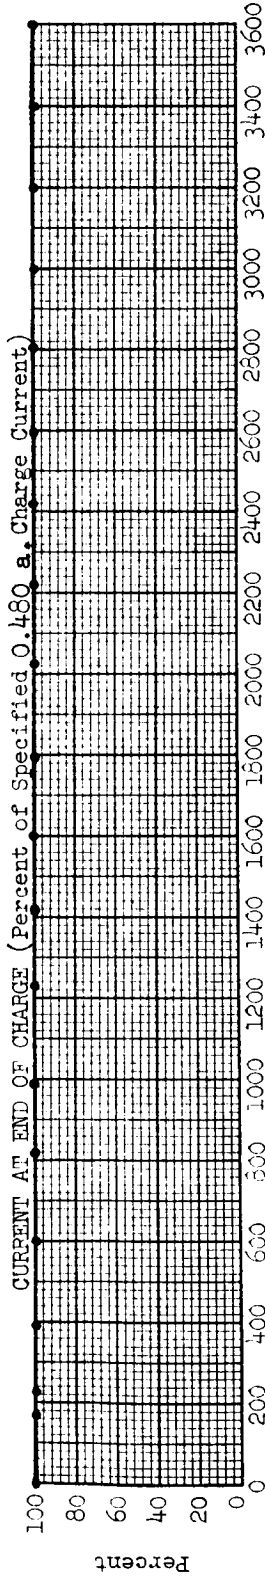 CURRENT AT END OF CHARGE (Percent of Specified 0.480 a. Charge Current)
Percent
100
80
60
40
20
0
0 200 400 600 800 1000 1200 1400 1600 1800 2000 2200 2400 2600 2800 3000 3200 3400 3600